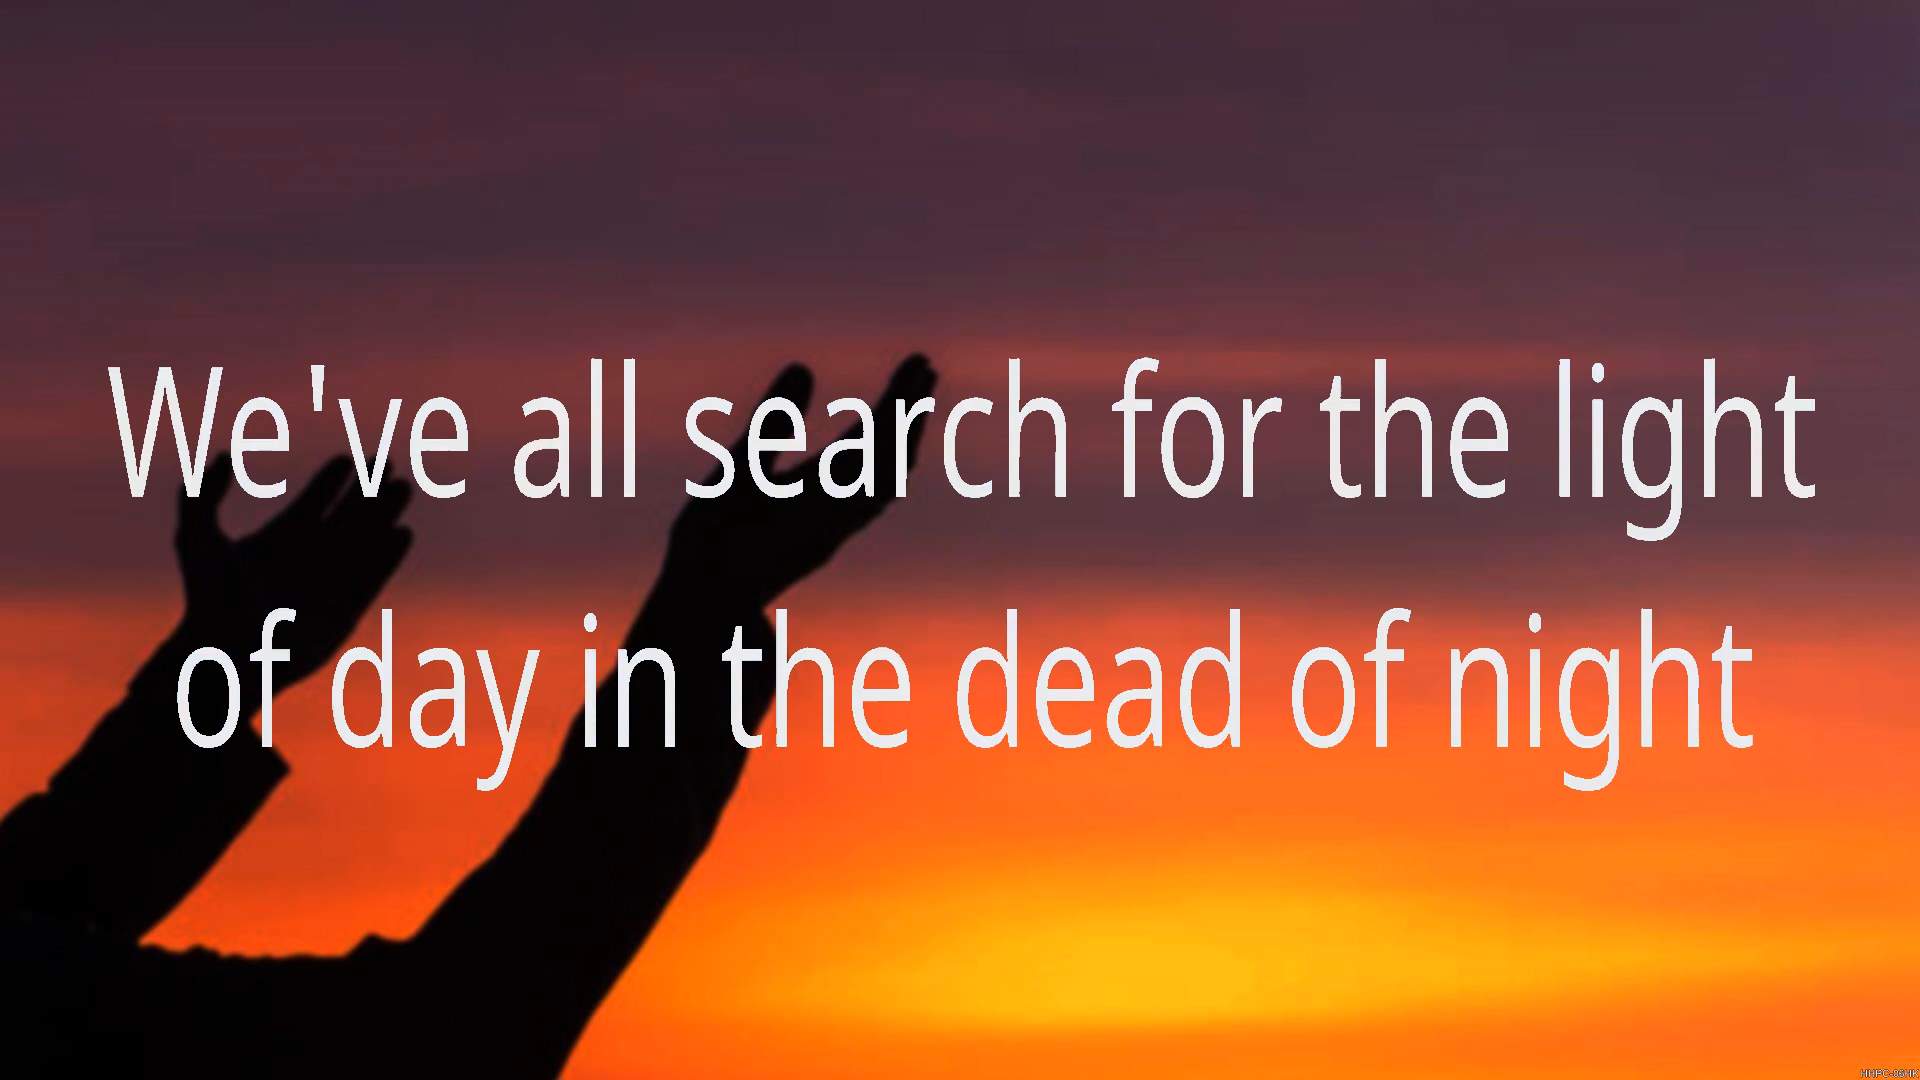 We've all search for the light
of day in the dead of night